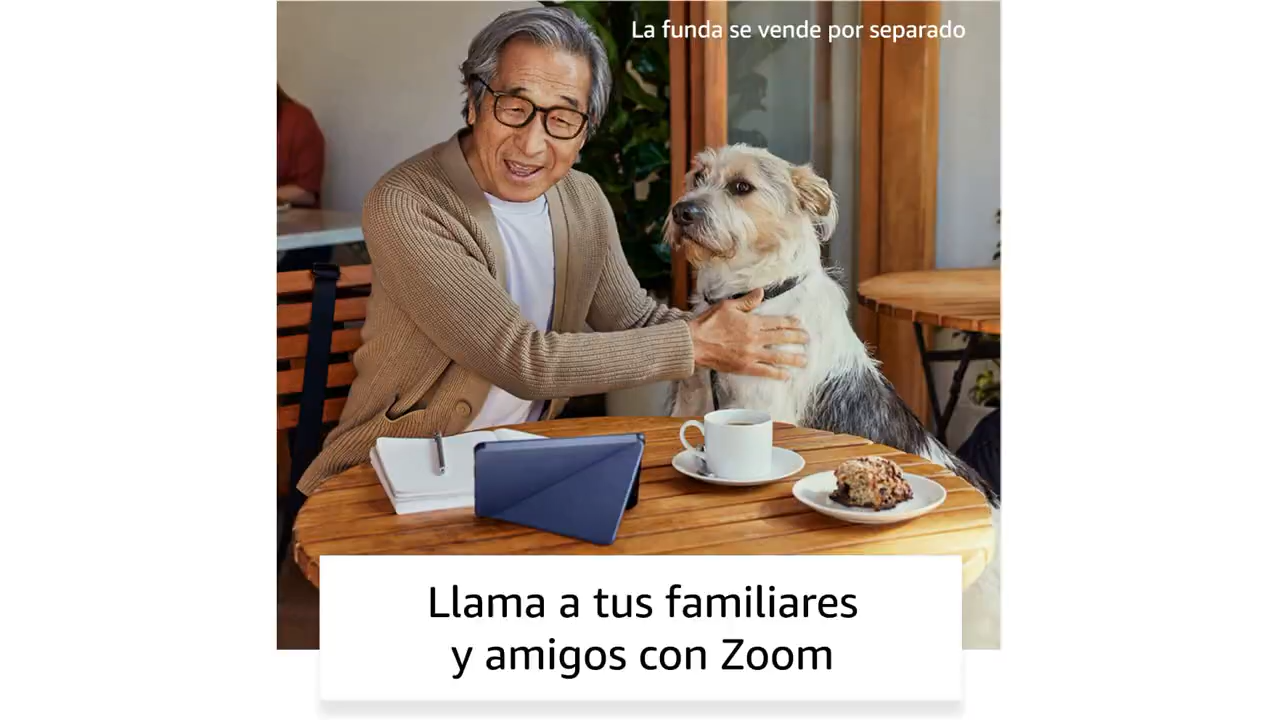 La funda se vende por separado
Llama a tus familiares
y amigos con Zoom